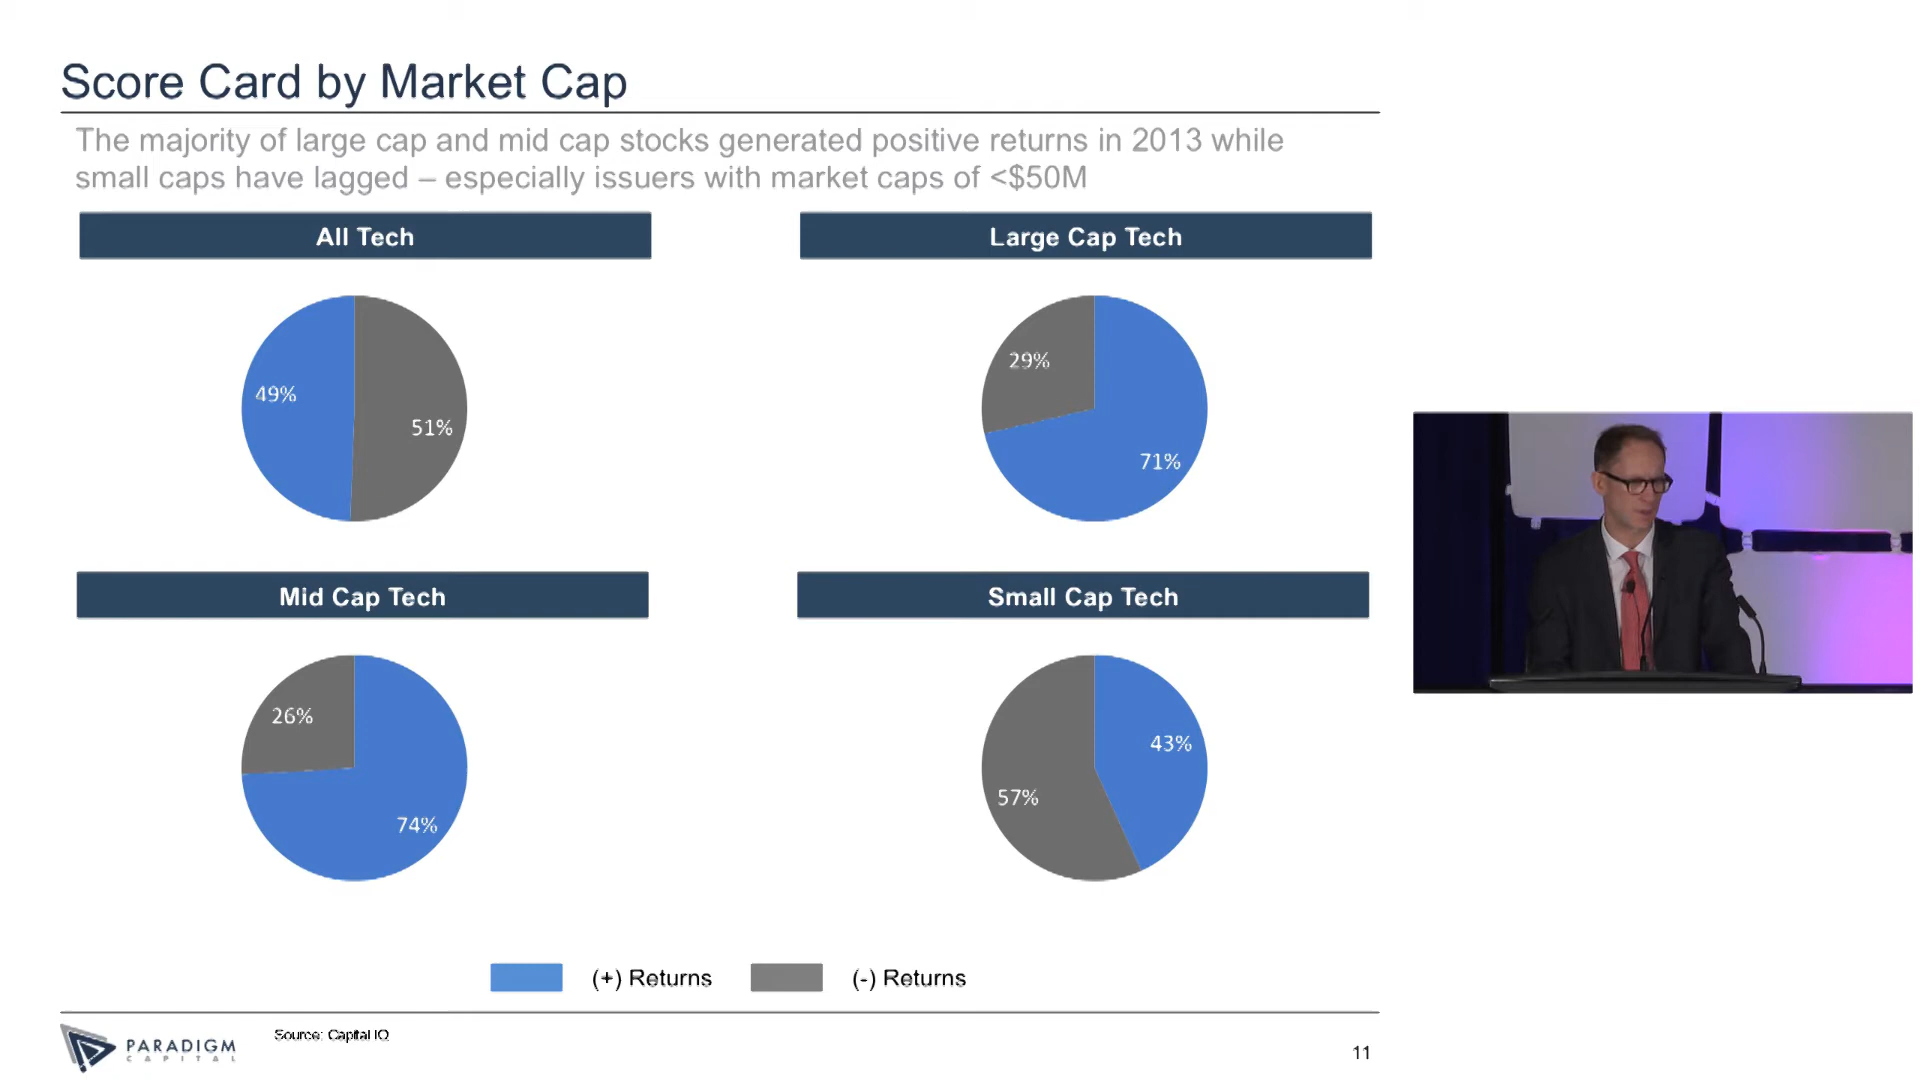 Score Card by Market Cap
The majority of large cap and mid cap stocks generated positive returns in 2013 while
small caps have lagged – especially issuers with market caps of <$50M
All Tech
Large Cap Tech
49%
51%
29%
71%
Mid Cap Tech
Small Cap Tech
26%
74%
43%
57%
(+) Returns
(-) Returns
PARADIGM
CAPITAL
Source: Capital IQ
11